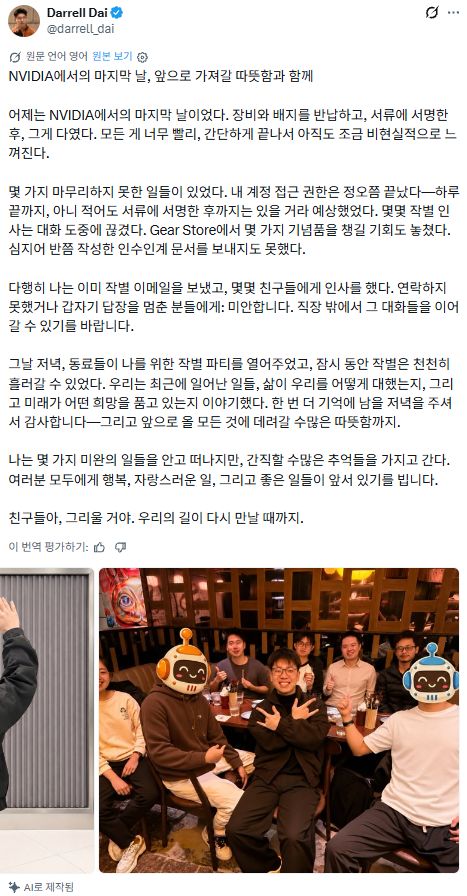 Darrell Dai
@darrell_dai
원문 언어 영어 원본 보기
NVIDIA에서의 마지막 날, 앞으로 가져갈 따뜻함과 함께
어제는 NVIDIA에서의 마지막 날이었다. 장비와 배지를 반납하고, 서류에 서명한
후, 그게 다였다. 모든 게 너무 빨리, 간단하게 끝나서 아직도 조금 비현실적으로 느
껴진다.
몇 가지 마무리하지 못한 일들이 있었다. 내 계정 접근 권한은 정오쯤 끝났다—하루
끝까지, 아니 적어도 서류에 서명한 후까지는 있을 거라 예상했었다. 몇몇 작별 인
사는 대화 도중에 끊겼다. Gear Store에서 몇 가지 기념품을 챙길 기회도 놓쳤다.
심지어 반쯤 작성한 인수인계 문서를 보내지도 못했다.
다행히 나는 이미 작별 이메일을 보냈고, 몇몇 친구들에게 인사를 했다. 연락하지
못했거나 갑자기 답장을 멈춘 분들에게: 미안합니다. 직장 밖에서 그 대화들을 이어
갈 수 있기를 바랍니다.
그날 저녁, 동료들이 나를 위한 작별 파티를 열어주었고, 잠시 동안 작별은 천천히
흘러갈 수 있었다. 우리는 최근에 일어난 일들, 삶이 우리를 어떻게 대했는지, 그리
고 미래가 어떤 희망을 품고 있는지 이야기했다. 한 번 더 기억에 남을 저녁을 주셔
서 감사합니다—그리고 앞으로 올 모든 것에 데려갈 수많은 따뜻함까지.
나는 몇 가지 미완의 일들을 안고 떠나지만, 간직할 수많은 추억들을 가지고 간다.
여러분 모두에게 행복, 자랑스러운 일, 그리고 좋은 일들이 앞서 있기를 빕니다.
친구들아, 그리울 거야. 우리의 길이 다시 만날 때까지.
이 번역 평가하기:
AI로 제작됨